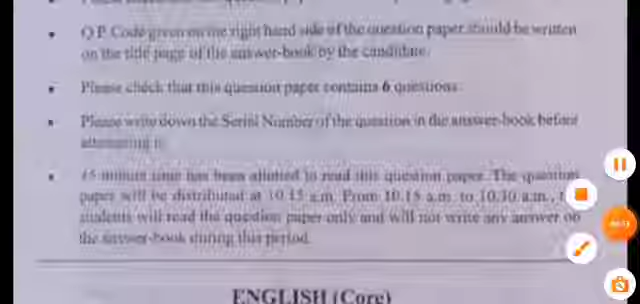 Q.P. Code given on the right hand side of the question paper should be written
on the title page of the answer-book by the candidate.
Please check that this question paper contains 6 questions.
Please write down the Serial Number of the question in the answer-book before
attempting it.
15 minute time has been allotted to read this question paper. The question
paper will be distributed at 10.15 a.m. From 10.15 a.m. to 10.30 a.m.,
students will read the question paper only and will not write any answer on
the answer-book during this period.
ENGLISH (Core)